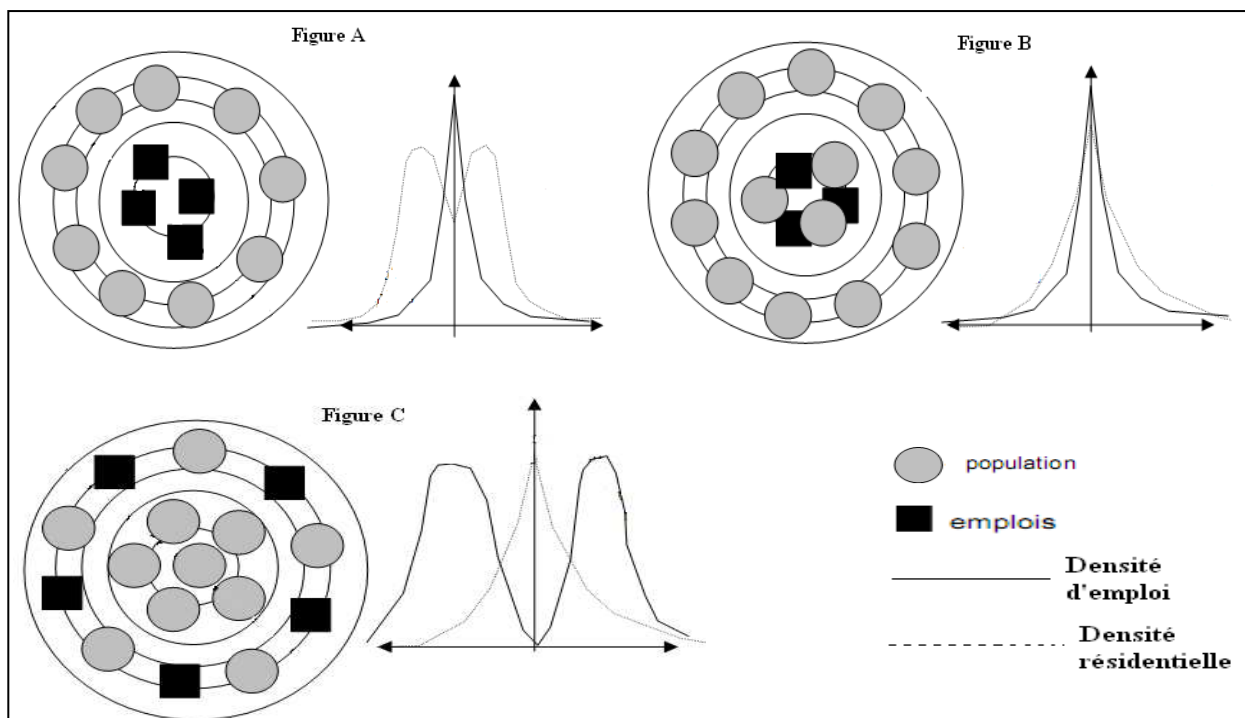 Figure A
Figure B
Figure C
population
emplois
Densité
d'emploi
Densité
résidentielle